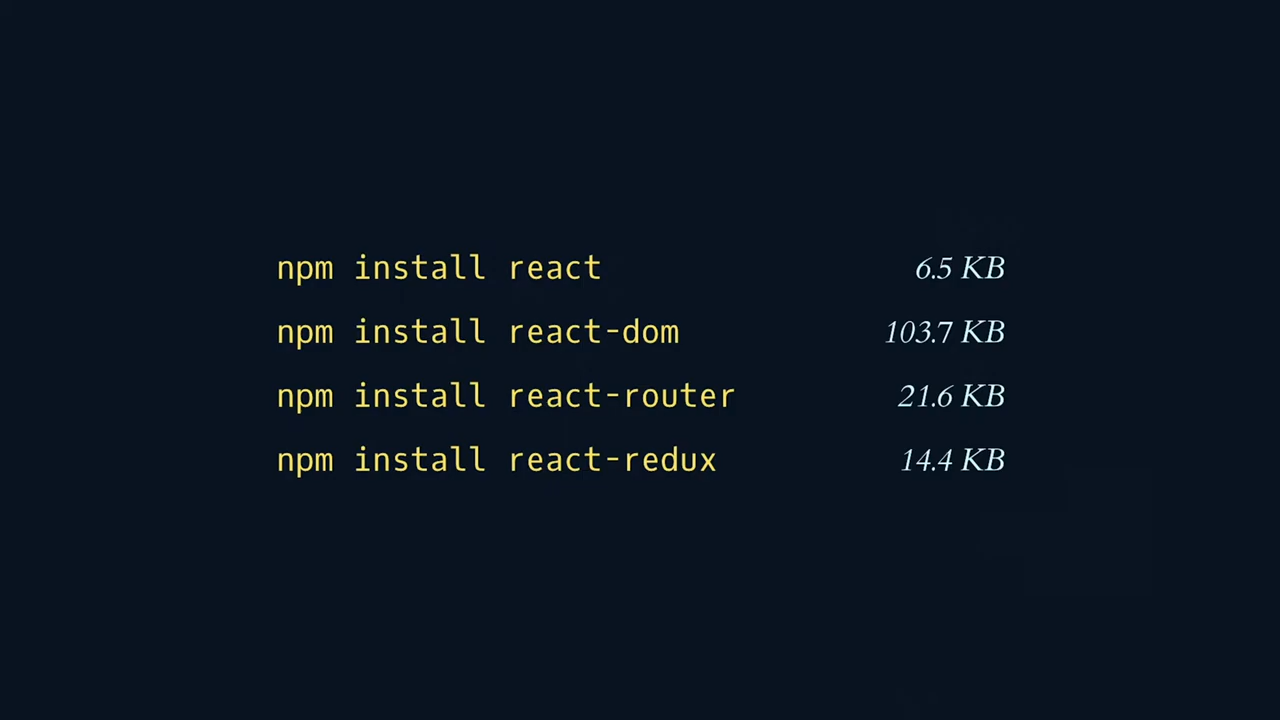 npm install react 6.5 KB
npm install react-dom 103.7 KB
npm install react-router 21.6 KB
npm install react-redux 14.4 KB